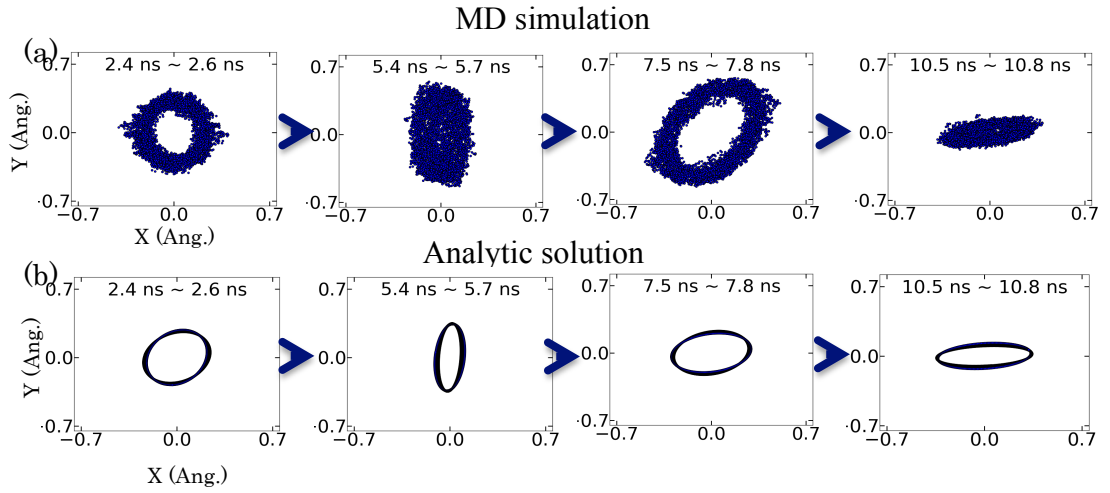 MD simulation
(a)
2.4 ns ~ 2.6 ns
5.4 ns ~ 5.7 ns
7.5 ns ~ 7.8 ns
10.5 ns ~ 10.8 ns
0.7 0.7 0.7 0.7
Y (Ang.)
0.0 0.0 0.0 0.0
-0.7 -0.7 -0.7 -0.7
−0.7 0.0 0.7 −0.7 0.0 0.7 −0.7 0.0 0.7 −0.7 0.0 0.7
X (Ang.)
Analytic solution
(b)
2.4 ns ~ 2.6 ns
5.4 ns ~ 5.7 ns
7.5 ns ~ 7.8 ns
10.5 ns ~ 10.8 ns
0.7 0.7 0.7 0.7
Y (Ang.)
0.0 0.0 0.0 0.0
-0.7 -0.7 -0.7 -0.7
−0.7 0.0 0.7 −0.7 0.0 0.7 −0.7 0.0 0.7 −0.7 0.0 0.7
X (Ang.)